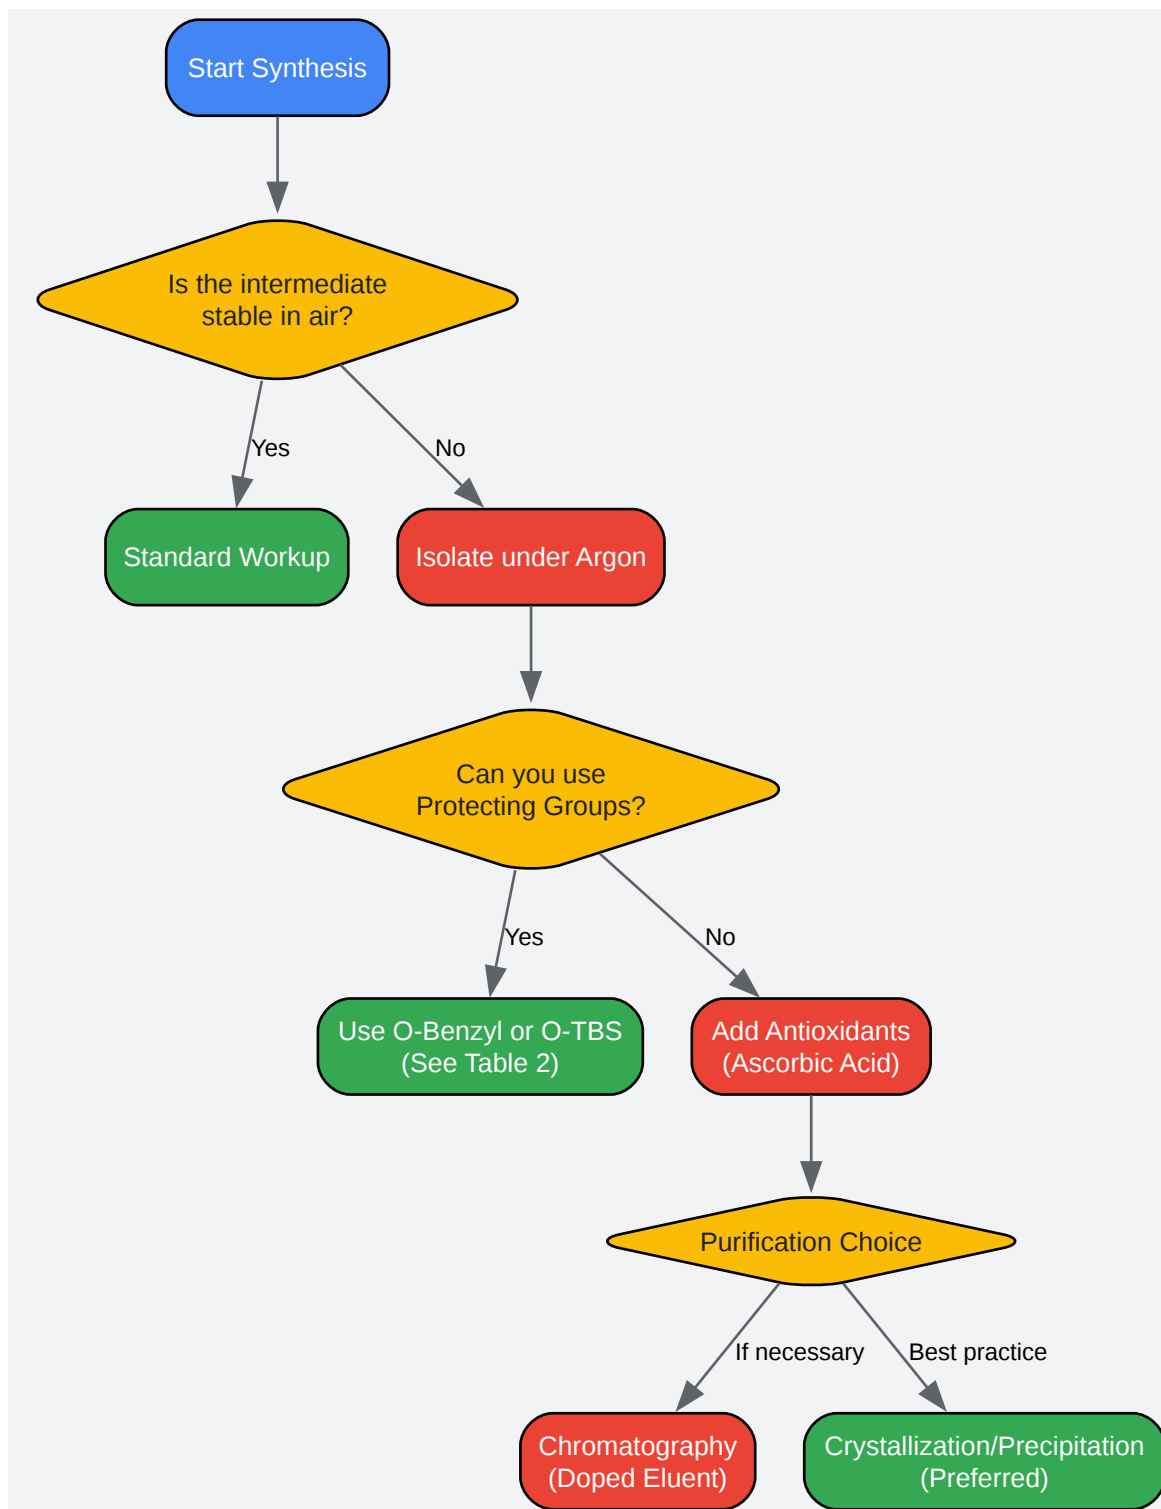 Start Synthesis
Is the intermediate
stable in air?
Yes
No
Standard Workup
Isolate under Argon
Can you use
Protecting Groups?
Yes
No
Use O-Benzyl or O-TBS
(See Table 2)
Add Antioxidants
(Ascorbic Acid)
Purification Choice
If necessary
Best practice
Chromatography
(Doped Eluent)
Crystallization/Precipitation
(Preferred)